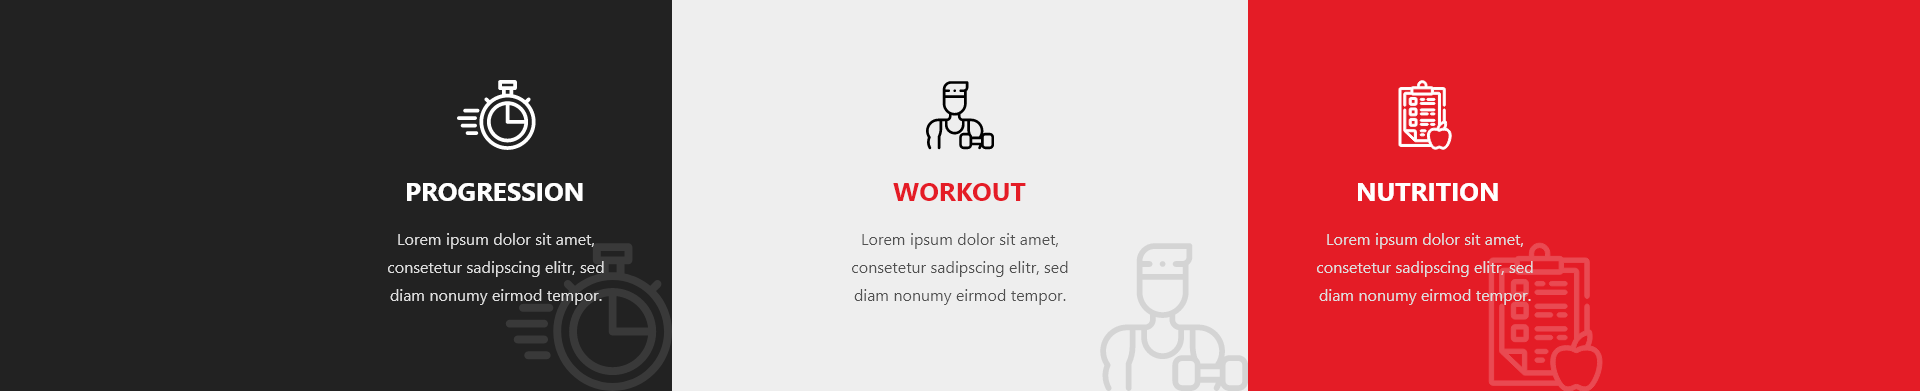 PROGRESSION
Lorem ipsum dolor sit amet,
consetetur sadipscing elitr, sed
diam nonumy eirmod tempor.
WORKOUT
Lorem ipsum dolor sit amet,
consetetur sadipscing elitr, sed
diam nonumy eirmod tempor.
NUTRITION
Lorem ipsum dolor sit amet,
consetetur sadipscing elitr, sed
diam nonumy eirmod tempor.